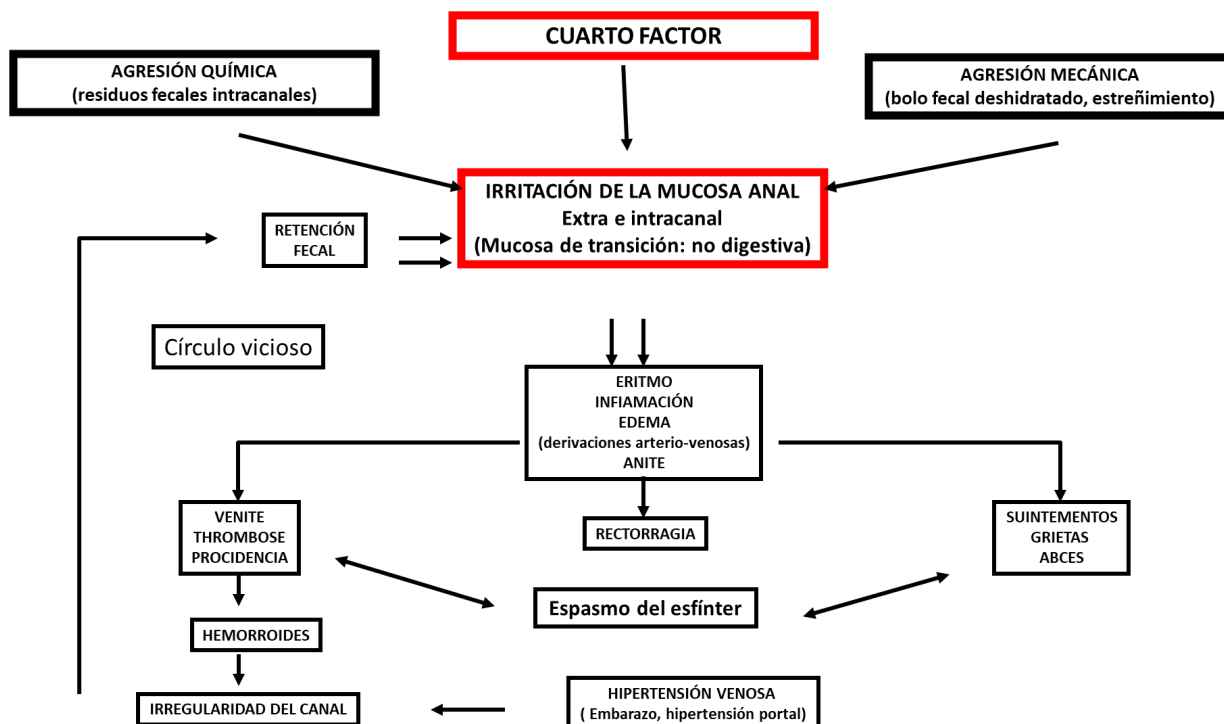 CUARTO FACTOR
AGRESIÓN QUÍMICA
(residuos fecales intracanales)
AGRESIÓN MECÁNICA
(bolo fecal deshidratado, estreñimiento)
IRRITACIÓN DE LA MUCOSA ANAL
Extra e intracanal
(Mucosa de transición: no digestiva)
RETENCIÓN
FECAL
Círculo vicioso
ERITMO
INFIAMACIÓN
EDEMA
(derivaciones arterio-venosas)
ANITE
VENITE
THROMBOSE
PROCIDENCIA
RECTORRAGIA
SUINTEMENTOS
GRIETAS
ABCES
Espasmo del esfínter
HEMORROIDES
IRREGULARIDAD DEL CANAL
HIPERTENSIÓN VENOSA
( Embarazo, hipertensión portal)